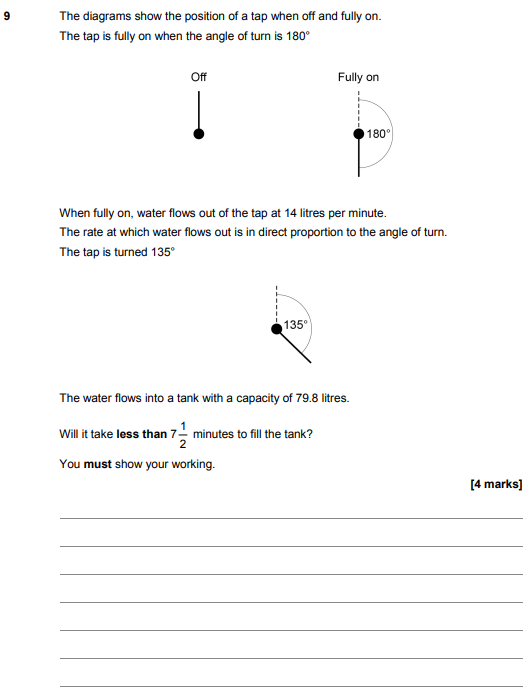 9 The diagrams show the position of a tap when off and fully on.
The tap is fully on when the angle of turn is 180°
Off Fully on
180°
When fully on, water flows out of the tap at 14 litres per minute.
The rate at which water flows out is in direct proportion to the angle of turn.
The tap is turned 135°
135°
The water flows into a tank with a capacity of 79.8 litres.
Will it take less than 7 1/2 minutes to fill the tank?
You must show your working.
[4 marks]